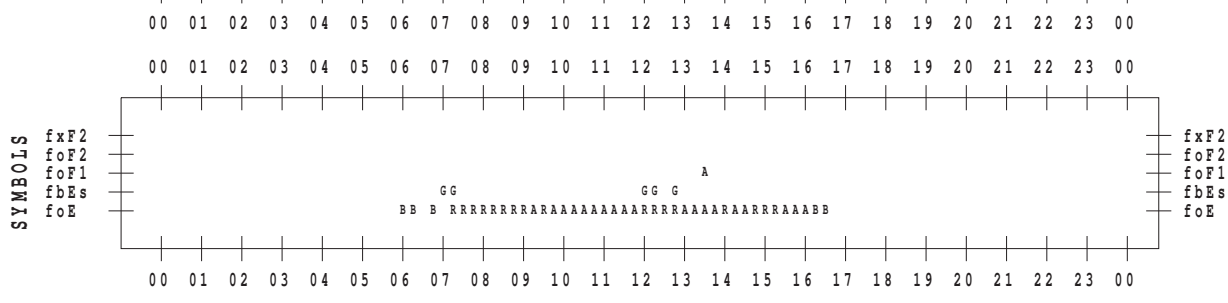 00 01 02 03 04 05 06 07 08 09 10 11 12 13 14 15 16 17 18 19 20 21 22 23 00
00 01 02 03 04 05 06 07 08 09 10 11 12 13 14 15 16 17 18 19 20 21 22 23 00
SYMBOLS
fxF2 fxF2
foF2 foF2
foF1 A foF1
fbEs GG GG G fbEs
foE BB B RRRRRRRRARAAAAAAAAARRRRAAAARAARRRAAABB foE
00 01 02 03 04 05 06 07 08 09 10 11 12 13 14 15 16 17 18 19 20 21 22 23 00